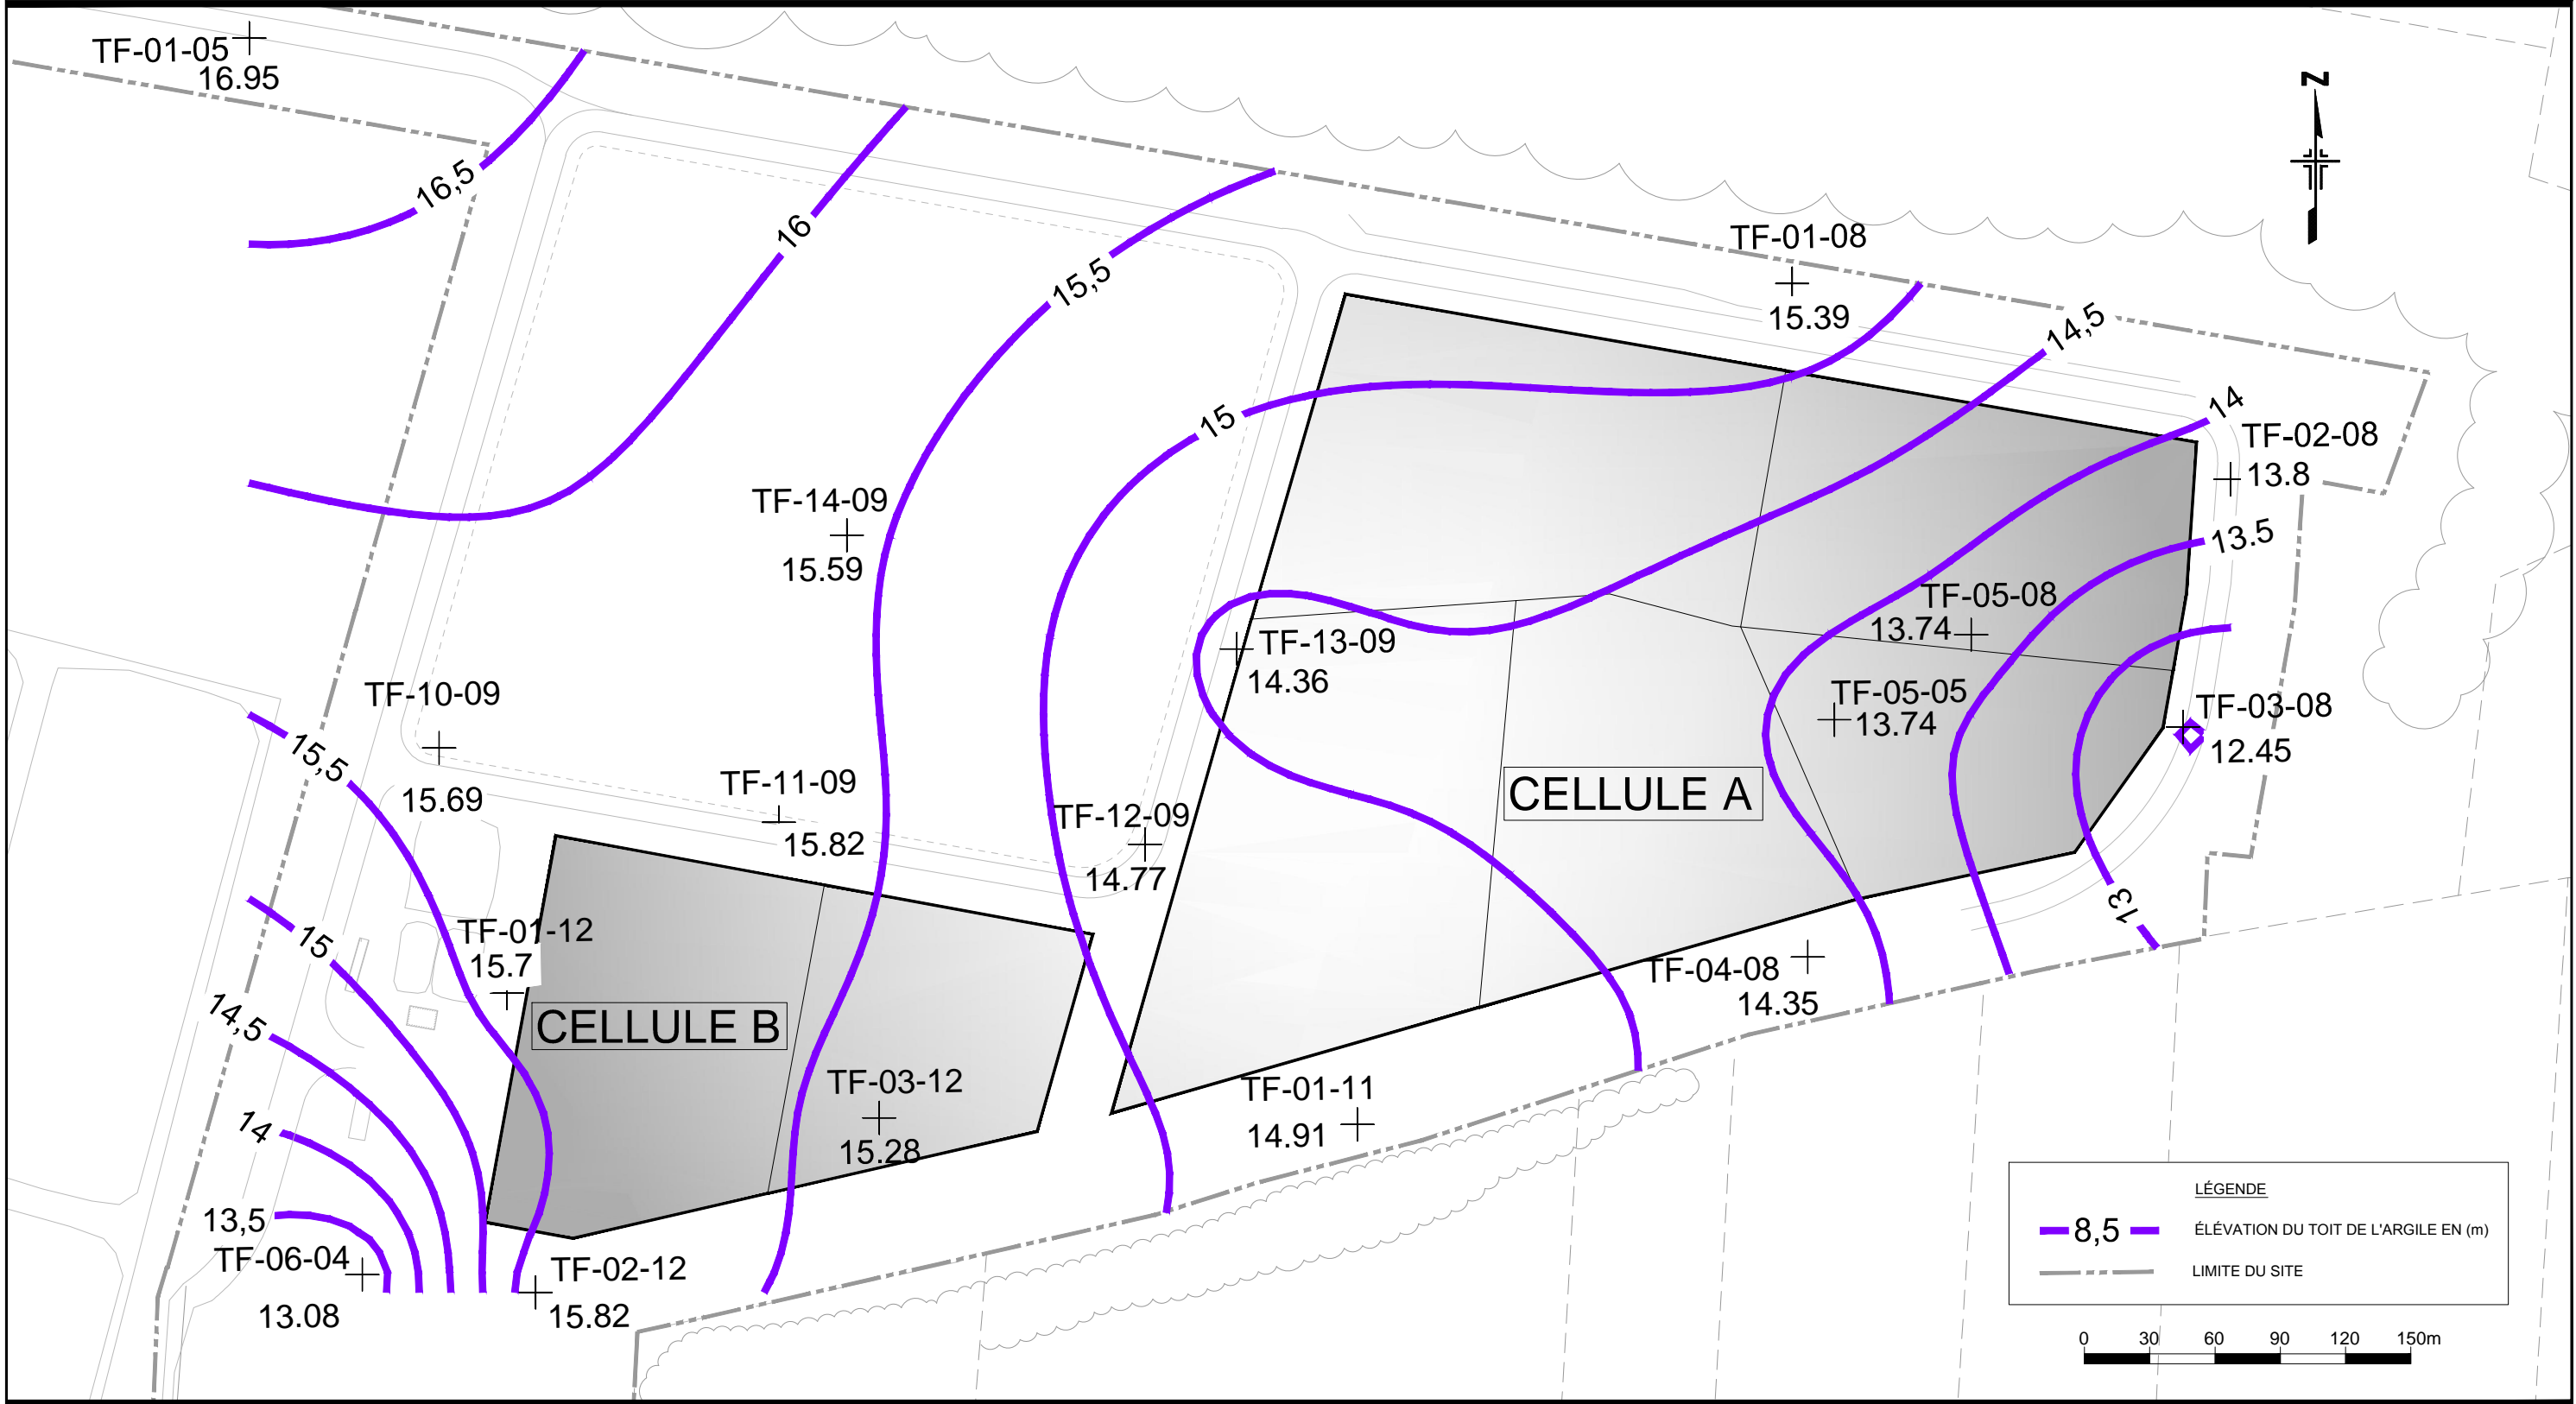 TF-01-05
16.95
N
16,5
16
15,5
TF-01-08
15.39
14,5
15
14
TF-02-08
13.8
TF-14-09
15.59
13.5
TF-05-08
13.74
TF-13-09
14.36
TF-10-09
15.69
TF-05-05
13.74
TF-03-08
12.45
15,5
TF-11-09
15.82
TF-12-09
14.77
CELLULE A
TF-01-12
15.7
15
13
TF-04-08
14.35
14,5
CELLULE B
TF-03-12
15.28
TF-01-11
14.91
14
13,5
TF-06-04
13.08
TF-02-12
15.82
LÉGENDE
8,5 ÉLÉVATION DU TOIT DE L'ARGILE EN (m)
LIMITE DU SITE
0 30 60 90 120 150m